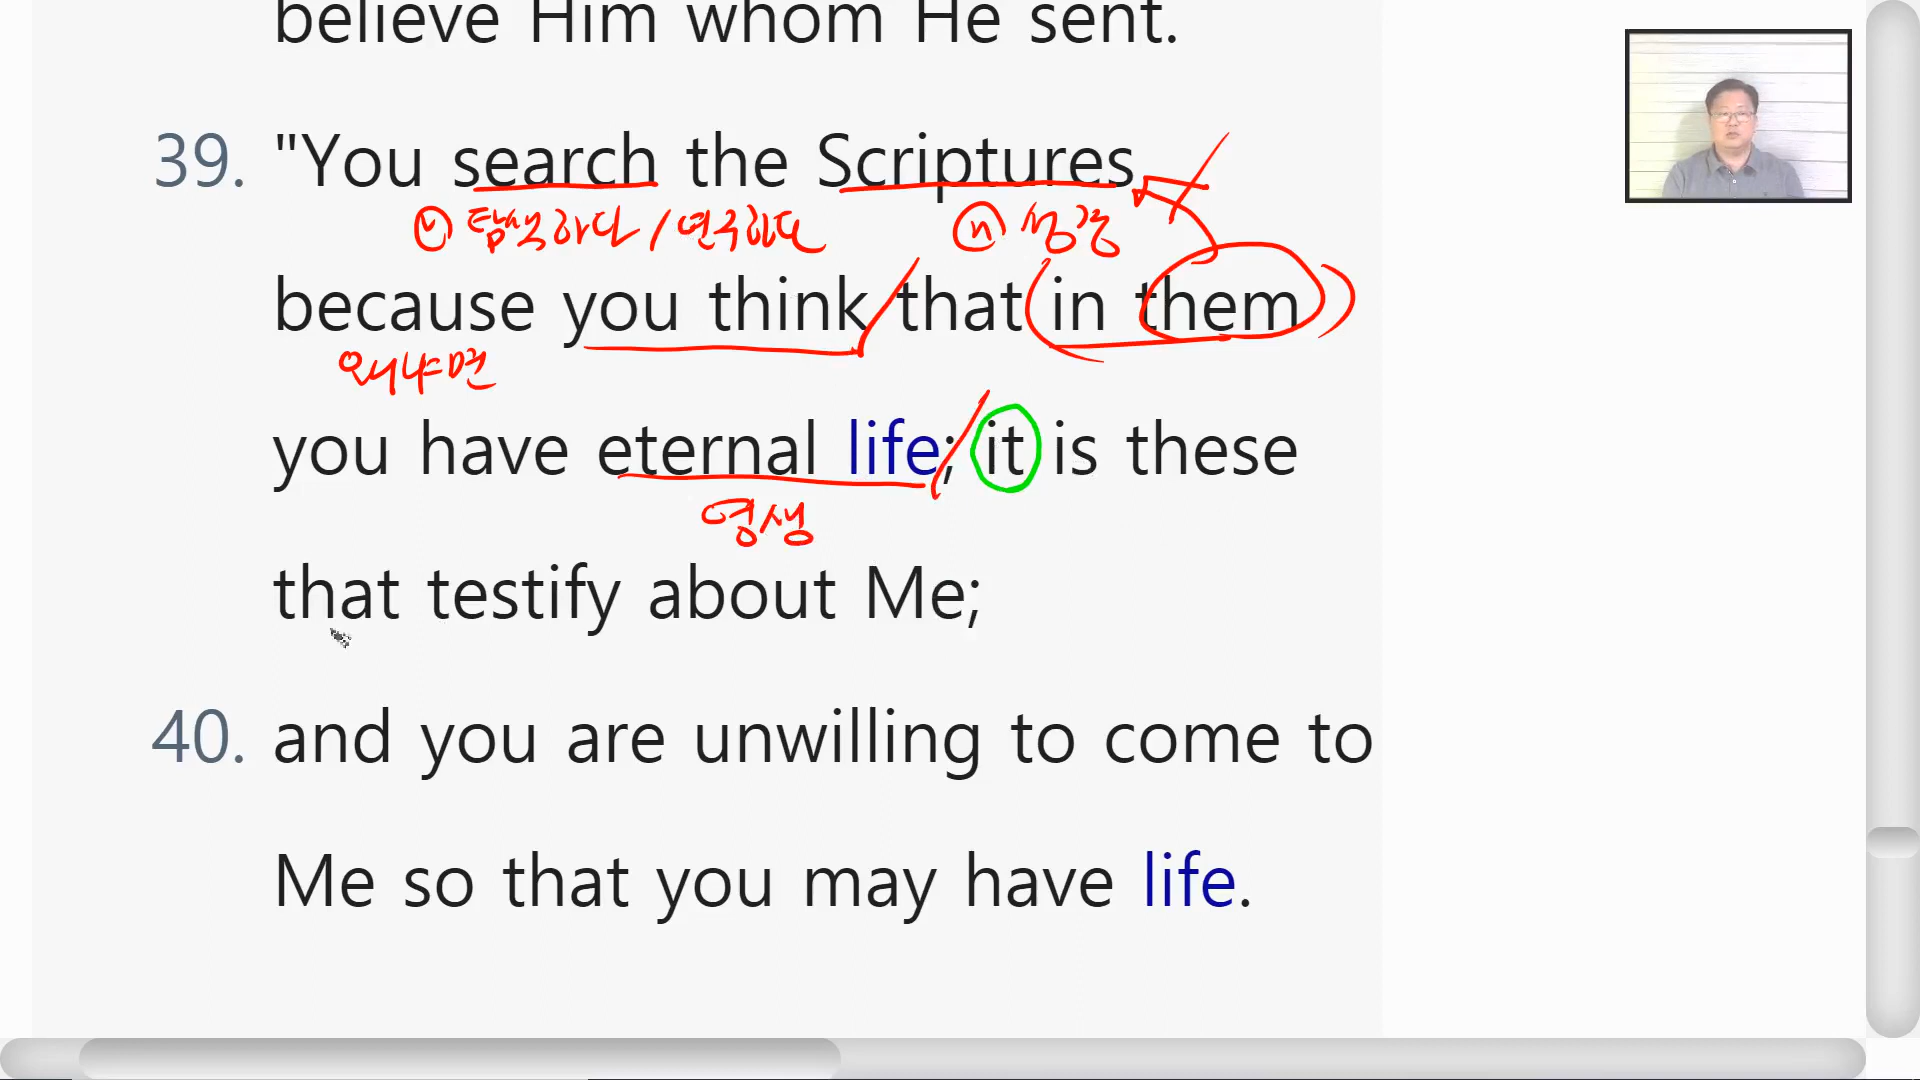 believe Him whom He sent.
39. "You search the Scriptures
ⓥ 탐색하다 / 연구하다 ⓝ 성경
because you think that in them
왜냐면
you have eternal life; it is these
영생
that testify about Me;
40. and you are unwilling to come to
Me so that you may have life.